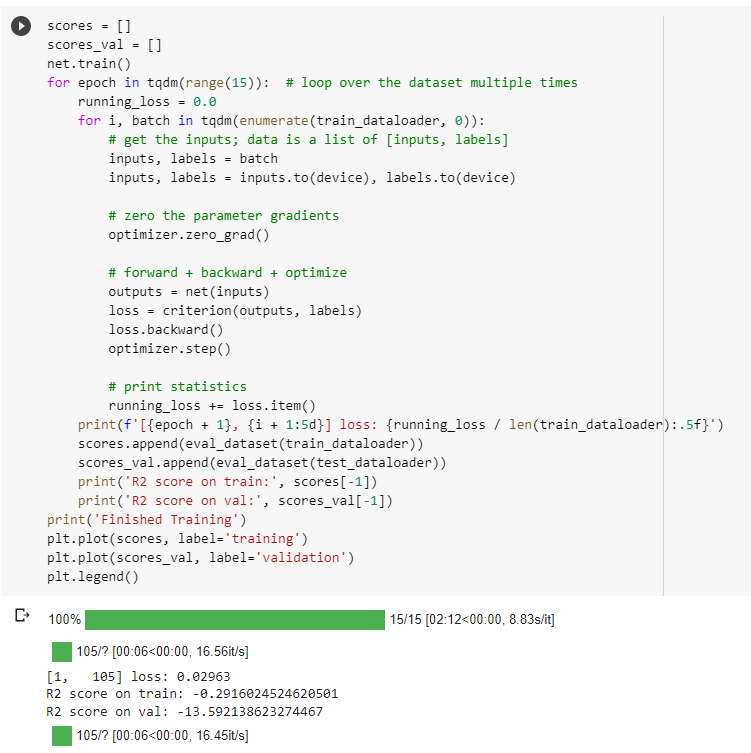 scores = []
scores_val = []
net.train()
for epoch in tqdm(range(15)):  # loop over the dataset multiple times
    running_loss = 0.0
    for i, batch in tqdm(enumerate(train_dataloader, 0)):
        # get the inputs; data is a list of [inputs, labels]
        inputs, labels = batch
        inputs, labels = inputs.to(device), labels.to(device)

        # zero the parameter gradients
        optimizer.zero_grad()

        # forward + backward + optimize
        outputs = net(inputs)
        loss = criterion(outputs, labels)
        loss.backward()
        optimizer.step()

        # print statistics
        running_loss += loss.item()
    print(f'[{epoch + 1}, {i + 1:5d}] loss: {running_loss / len(train_dataloader):.5f}')
    scores.append(eval_dataset(train_dataloader))
    scores_val.append(eval_dataset(test_dataloader))
    print('R2 score on train:', scores[-1])
    print('R2 score on val:', scores_val[-1])
print('Finished Training')
plt.plot(scores, label='training')
plt.plot(scores_val, label='validation')
plt.legend()
100% 15/15 [02:12<00:00, 8.83s/it]
105/? [00:06<00:00, 16.56it/s]
[1,   105] loss: 0.02963
R2 score on train: -0.2916024524620501
R2 score on val: -13.592138623274467
105/? [00:06<00:00, 16.45it/s]